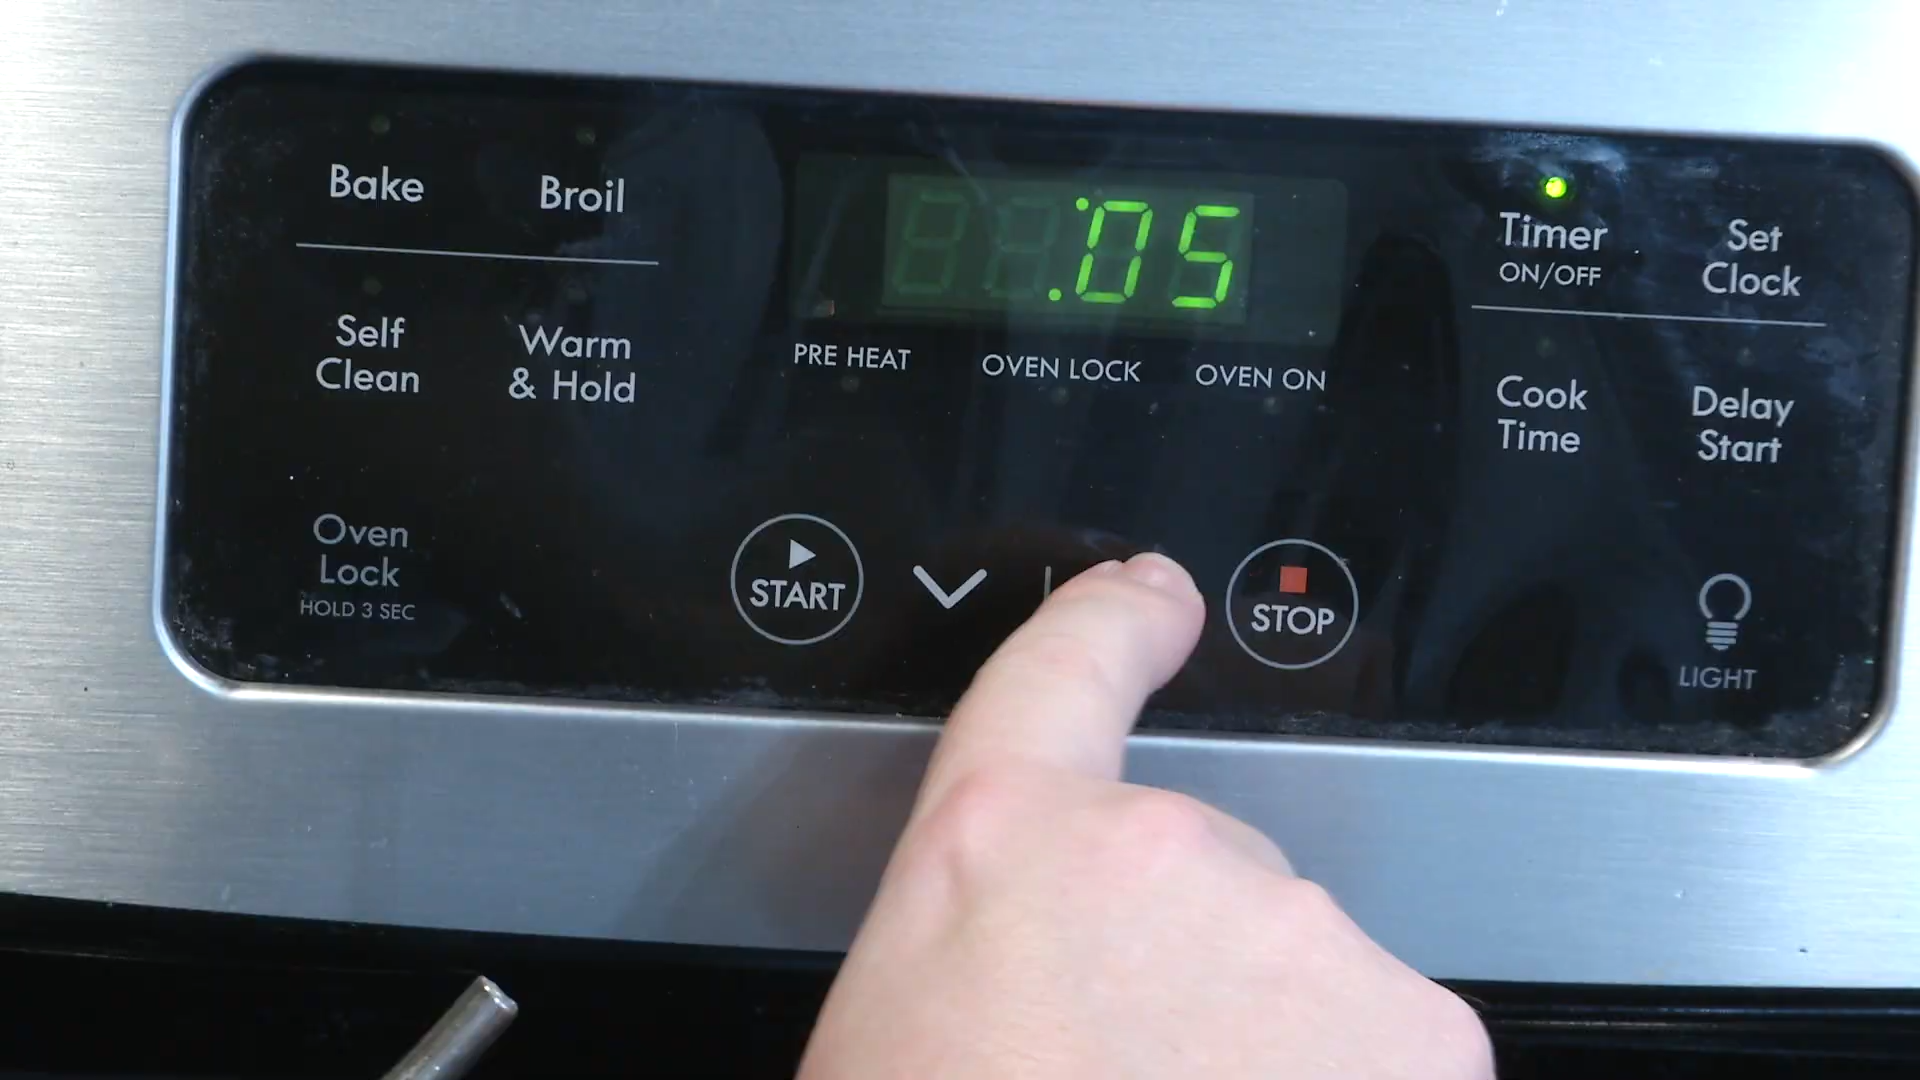 Bake
Broil
:05
Timer
ON/OFF
Set
Clock
Self
Clean
Warm
& Hold
PRE HEAT
OVEN LOCK
OVEN ON
Cook
Time
Delay
Start
Oven
Lock
HOLD 3 SEC
START
STOP
LIGHT